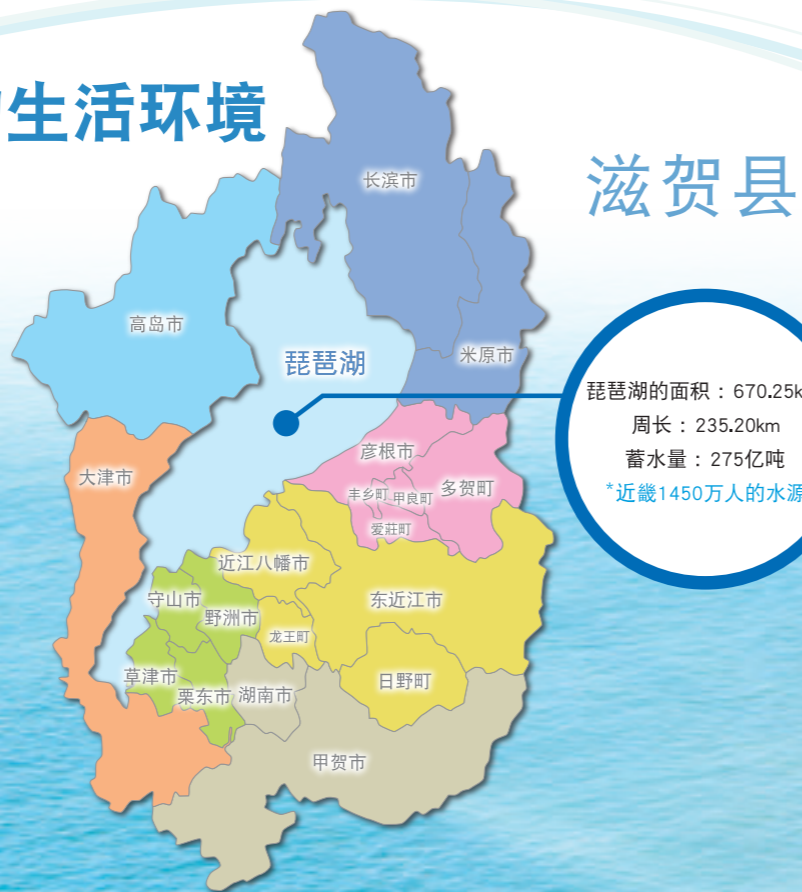 生活环境
滋贺县
长滨市
高岛市
米原市
琵琶湖
琵琶湖的面积：670.25k
周长：235.20km
蓄水量：275亿吨
*近畿1450万人的水源
彦根市
大津市
多贺町
丰乡町
甲良町
爱莊町
近江八幡市
东近江市
守山市
野洲市
龙王町
草津市
日野町
栗东市
湖南市
甲贺市